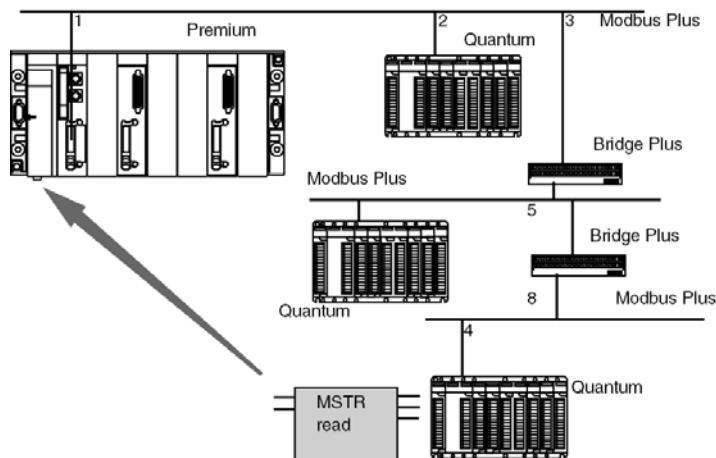 1
2
3
Modbus Plus
Premium
Quantum
Bridge Plus
Modbus Plus
5
Bridge Plus
Quantum
8
Modbus Plus
4
MSTR
read
Quantum